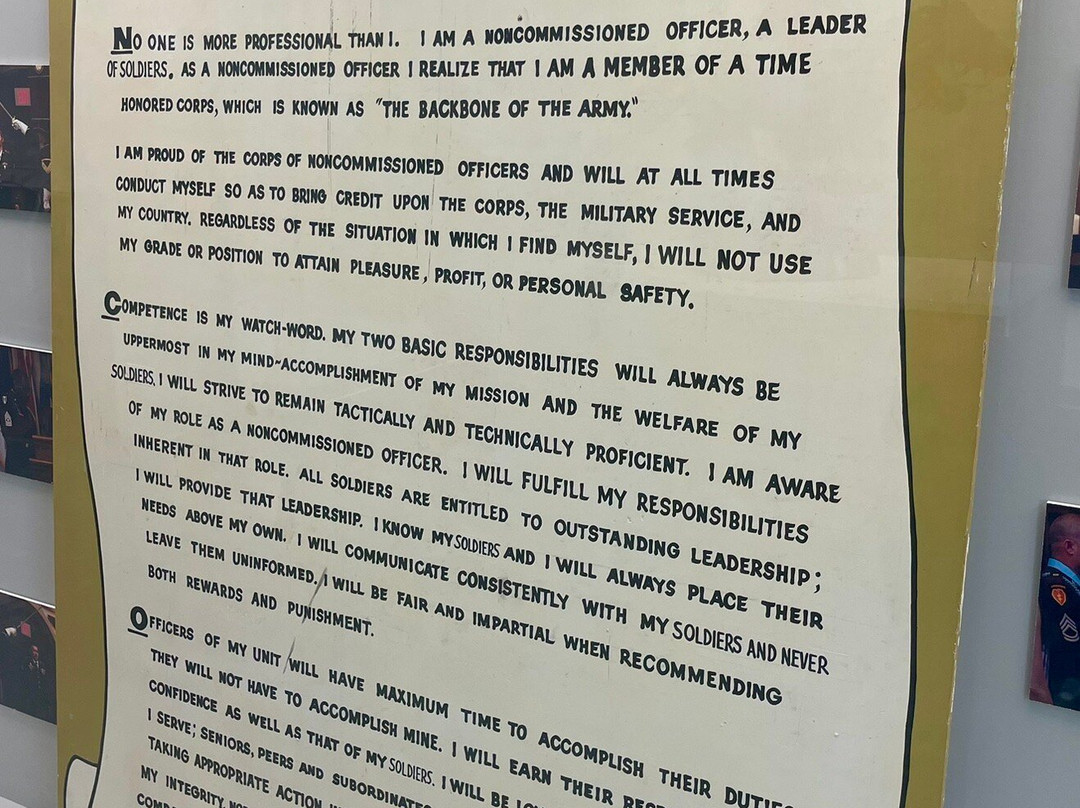 NO ONE IS MORE PROFESSIONAL THAN I. I AM A NONCOMMISSIONED OFFICER, A LEADER
OF SOLDIERS. AS A NONCOMMISSIONED OFFICER I REALIZE THAT I AM A MEMBER OF A TIME
HONORED CORPS, WHICH IS KNOWN AS "THE BACKBONE OF THE ARMY."
I AM PROUD OF THE CORPS OF NONCOMMISSIONED OFFICERS AND WILL AT ALL TIMES
CONDUCT MYSELF SO AS TO BRING CREDIT UPON THE CORPS, THE MILITARY SERVICE, AND
MY COUNTRY. REGARDLESS OF THE SITUATION IN WHICH I FIND MYSELF, I WILL NOT USE
MY GRADE OR POSITION TO ATTAIN PLEASURE, PROFIT, OR PERSONAL SAFETY.
COMPETENCE IS MY WATCH-WORD. MY TWO BASIC RESPONSIBILITIES WILL ALWAYS BE
UPPERMOST IN MY MIND-ACCOMPLISHMENT OF MY MISSION AND THE WELFARE OF MY
SOLDIERS, I WILL STRIVE TO REMAIN TACTICALLY AND TECHNICALLY PROFICIENT. I AM AWARE
OF MY ROLE AS A NONCOMMISSIONED OFFICER. I WILL FULFILL MY RESPONSIBILITIES
INHERENT IN THAT ROLE. ALL SOLDIERS ARE ENTITLED TO OUTSTANDING LEADERSHIP;
I WILL PROVIDE THAT LEADERSHIP. I KNOW MY SOLDIERS AND I WILL ALWAYS PLACE THEIR
NEEDS ABOVE MY OWN. I WILL COMMUNICATE CONSISTENTLY WITH MY SOLDIERS AND NEVER
LEAVE THEM UNINFORMED. I WILL BE FAIR AND IMPARTIAL WHEN RECOMMENDING
BOTH REWARDS AND PUNISHMENT.
OFFICERS OF MY UNIT WILL HAVE MAXIMUM TIME TO ACCOMPLISH THEIR
THEY WILL NOT HAVE TO ACCOMPLISH MINE. I WILL EARN THEIR
CONFIDENCE AS WELL AS THAT OF MY SOLDIERS. I WILL BE
I SERVE; SENIORS, PEERS AND
TAKING APPROPRIATE ACTION
MY INTEGRITY,